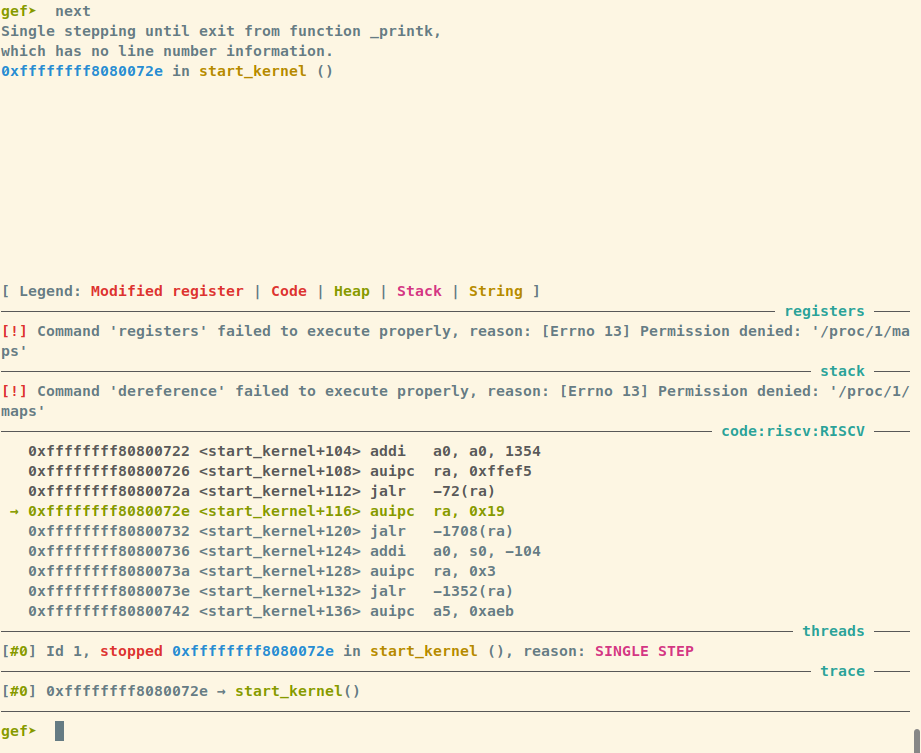 gef➤  next
Single stepping until exit from function _printk,
which has no line number information.
0xffffffff8080072e in start_kernel ()
[ Legend: Modified register | Code | Heap | Stack | String ]
registers
[!] Command 'registers' failed to execute properly, reason: [Errno 13] Permission denied: '/proc/1/ma
ps'
stack
[!] Command 'dereference' failed to execute properly, reason: [Errno 13] Permission denied: '/proc/1/
maps'
code:riscv:RISCV
0xffffffff80800722 <start_kernel+104> addi   a0, a0, 1354
0xffffffff80800726 <start_kernel+108> auipc  ra, 0xffef5
0xffffffff8080072a <start_kernel+112> jalr   −72(ra)
→ 0xffffffff8080072e <start_kernel+116> auipc  ra, 0x19
0xffffffff80800732 <start_kernel+120> jalr   −1708(ra)
0xffffffff80800736 <start_kernel+124> addi   a0, s0, −104
0xffffffff8080073a <start_kernel+128> auipc  ra, 0x3
0xffffffff8080073e <start_kernel+132> jalr   −1352(ra)
0xffffffff80800742 <start_kernel+136> auipc  a5, 0xaeb
threads
[#0] Id 1, stopped 0xffffffff8080072e in start_kernel (), reason: SINGLE STEP
trace
[#0] 0xffffffff8080072e → start_kernel()
gef➤